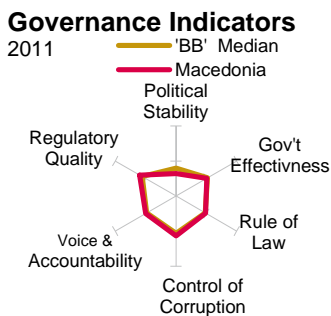 Governance Indicators
2011
'BB' Median
Macedonia
Political
Stability
Regulatory
Quality
Gov't
Effectivness
Rule of
Law
Voice &
Accountability
Control of
Corruption